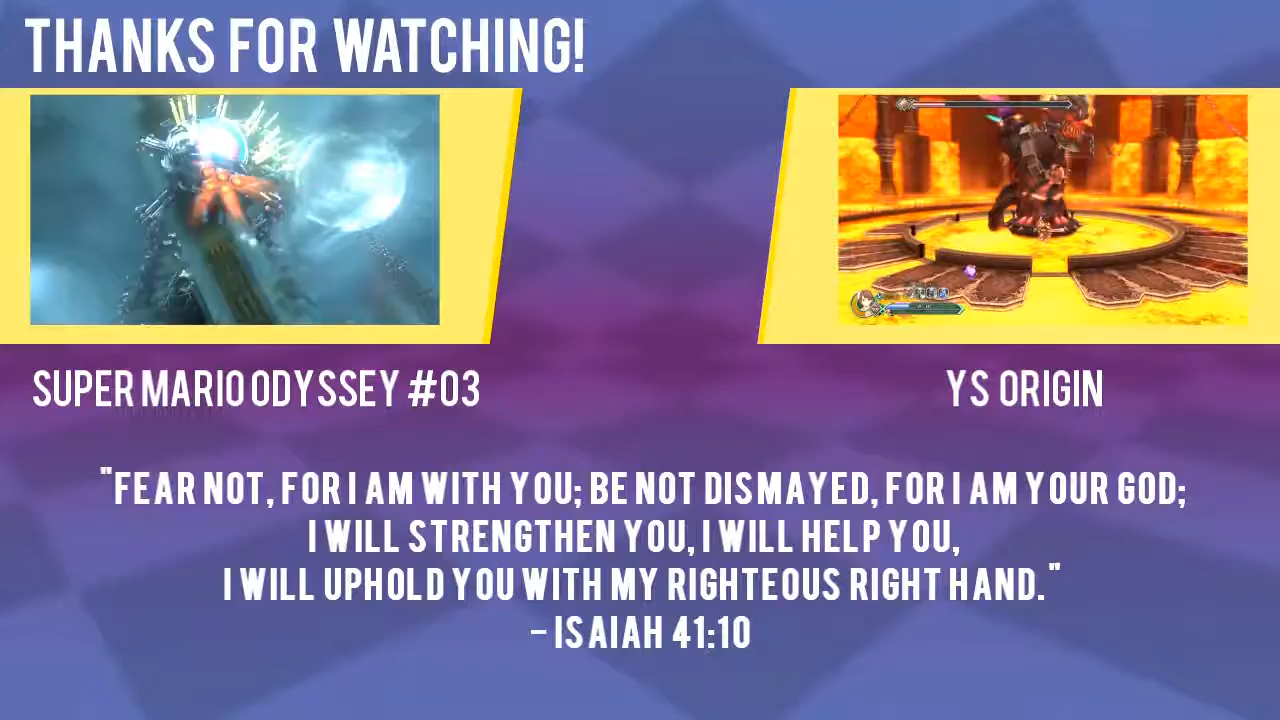 THANKS FOR WATCHING!
SUPER MARIO ODYSSEY #03
YS ORIGIN
"FEAR NOT, FOR I AM WITH YOU; BE NOT DISMAYED, FOR I AM YOUR GOD;
I WILL STRENGTHEN YOU, I WILL HELP YOU,
I WILL UPHOLD YOU WITH MY RIGHTEOUS RIGHT HAND."
- ISAIAH 41:10